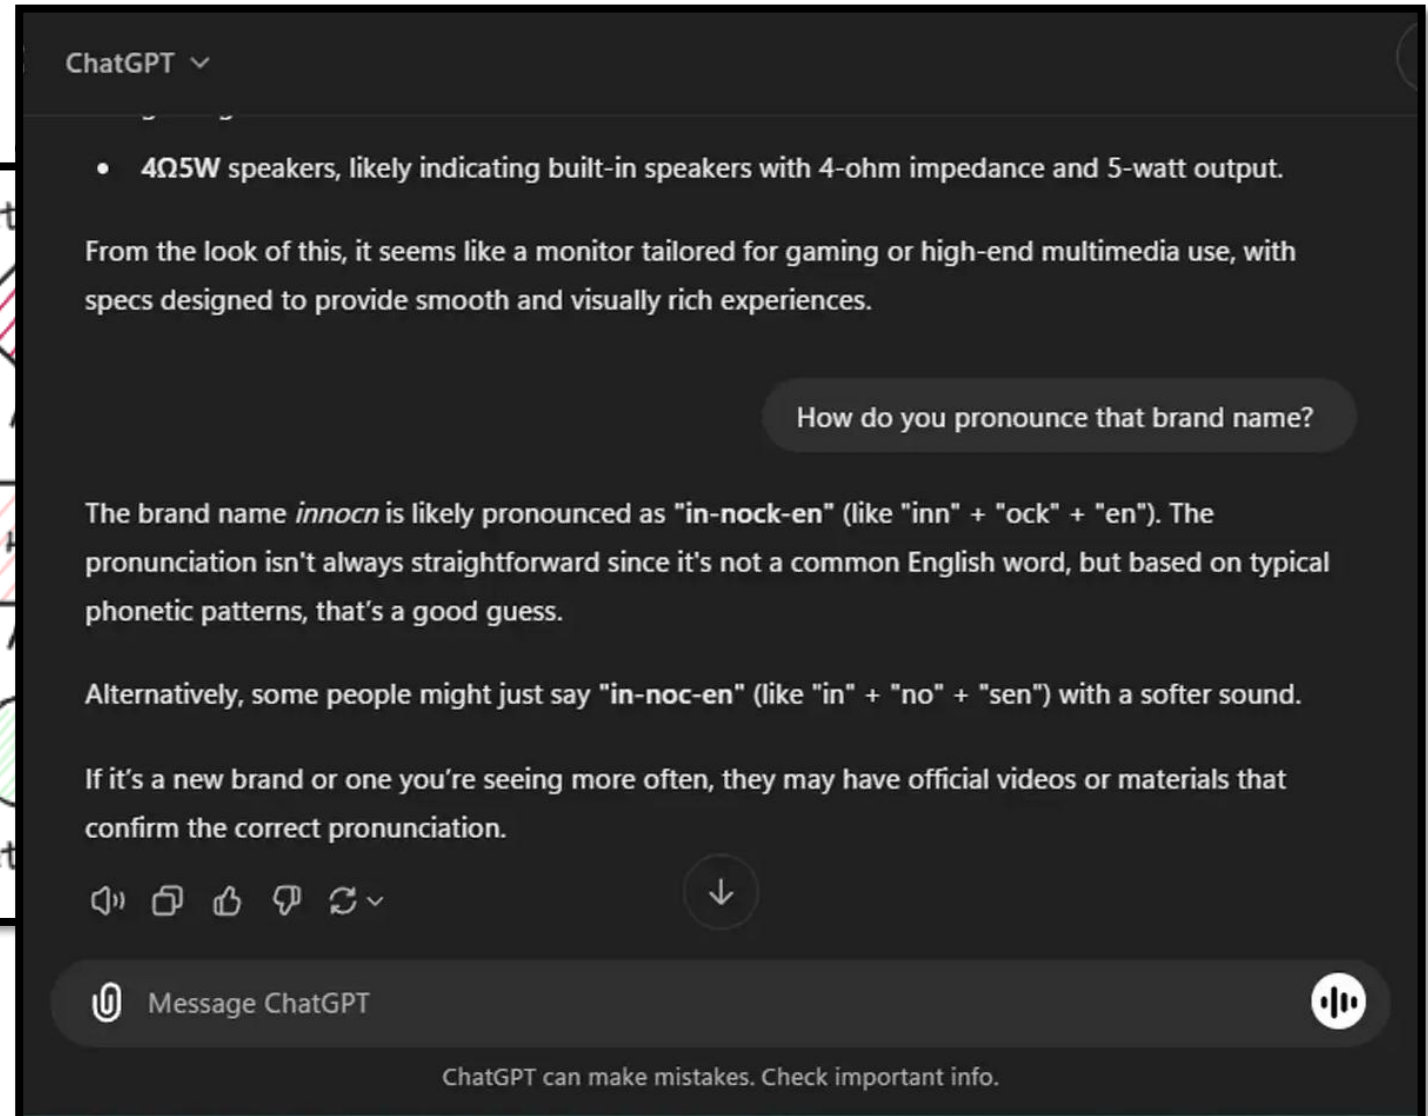 ChatGPT
• 4Ω5W speakers, likely indicating built-in speakers with 4-ohm impedance and 5-watt output.
From the look of this, it seems like a monitor tailored for gaming or high-end multimedia use, with
specs designed to provide smooth and visually rich experiences.
How do you pronounce that brand name?
The brand name innocn is likely pronounced as "in-nock-en" (like "inn" + "ock" + "en"). The
pronunciation isn't always straightforward since it's not a common English word, but based on typical
phonetic patterns, that's a good guess.
Alternatively, some people might just say "in-noc-en" (like "in" + "no" + "sen") with a softer sound.
If it's a new brand or one you're seeing more often, they may have official videos or materials that
confirm the correct pronunciation.
Message ChatGPT
ChatGPT can make mistakes. Check important info.